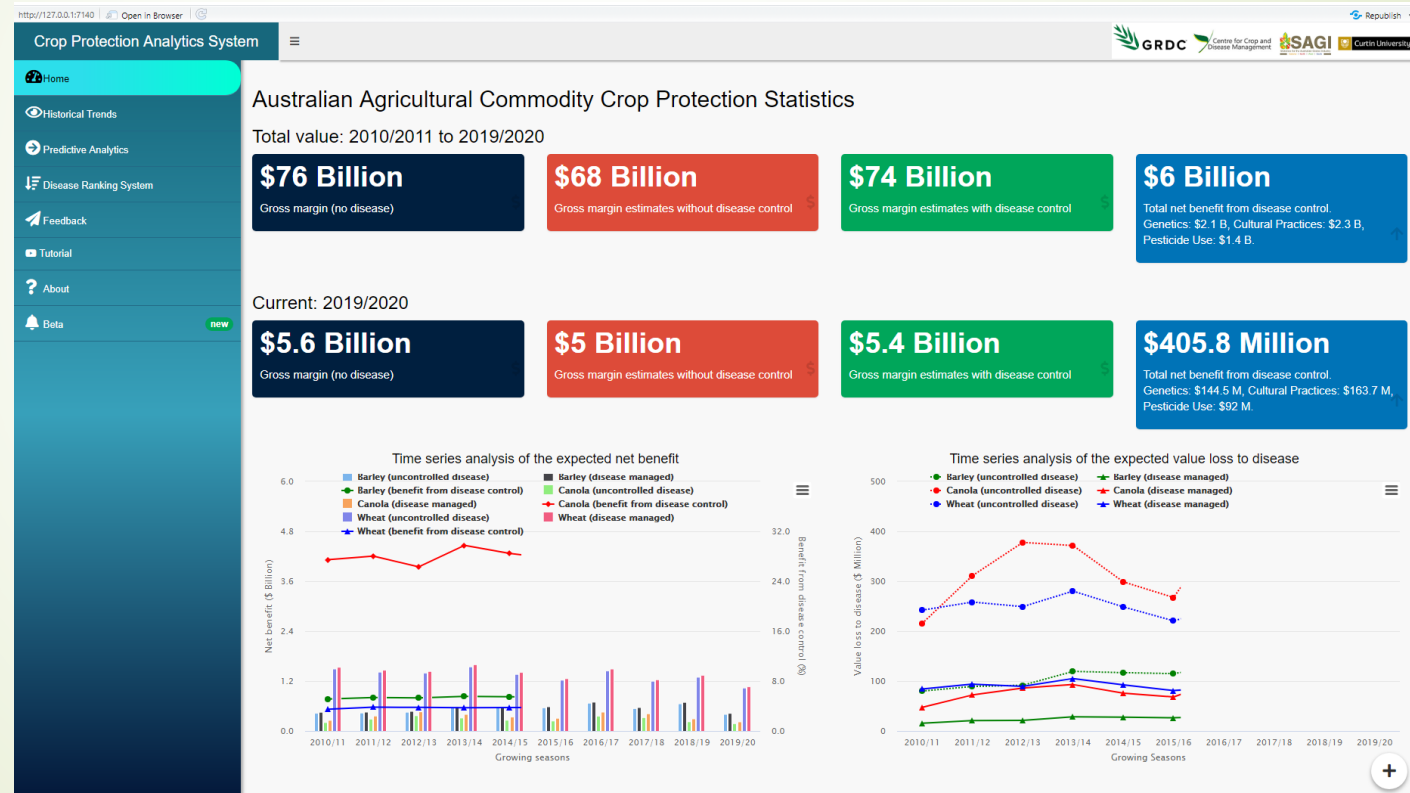 http://127.0.0.1:7140
Open in Browser
Republish
Crop Protection Analytics System
GRDC
Centre for Crop and
Disease Management
SAGI
Curtin University
Home
Historical Trends
Predictive Analytics
Disease Ranking System
Feedback
Tutorial
About
Beta
new
Australian Agricultural Commodity Crop Protection Statistics
Total value: 2010/2011 to 2019/2020
$76 Billion
Gross margin (no disease)
$68 Billion
Gross margin estimates without disease control
$74 Billion
Gross margin estimates with disease control
$6 Billion
Total net benefit from disease control.
Genetics: $2.1 B, Cultural Practices: $2.3 B,
Pesticide Use: $1.4 B.
Current: 2019/2020
$5.6 Billion
Gross margin (no disease)
$5 Billion
Gross margin estimates without disease control
$5.4 Billion
Gross margin estimates with disease control
$405.8 Million
Total net benefit from disease control.
Genetics: $144.5 M, Cultural Practices: $163.7 M,
Pesticide Use: $92 M.
Time series analysis of the expected net benefit
Barley (uncontrolled disease)
Barley (disease managed)
Barley (benefit from disease control)
Canola (uncontrolled disease)
Canola (disease managed)
Canola (benefit from disease control)
Wheat (uncontrolled disease)
Wheat (disease managed)
Wheat (benefit from disease control)
Net benefit ($ Billion)
6.0
4.8
3.6
2.4
1.2
0.0
32.0
24.0
16.0
8.0
0.0
Benefit from disease control (%)
2010/11 2011/12 2012/13 2013/14 2014/15 2015/16 2016/17 2017/18 2018/19 2019/20
Growing seasons
Time series analysis of the expected value loss to disease
Barley (uncontrolled disease)
Barley (disease managed)
Canola (uncontrolled disease)
Canola (disease managed)
Wheat (uncontrolled disease)
Wheat (disease managed)
Value loss to disease ($ Million)
500
400
300
200
100
0
2010/11 2011/12 2012/13 2013/14 2014/15 2015/16 2016/17 2017/18 2018/19 2019/20
Growing Seasons